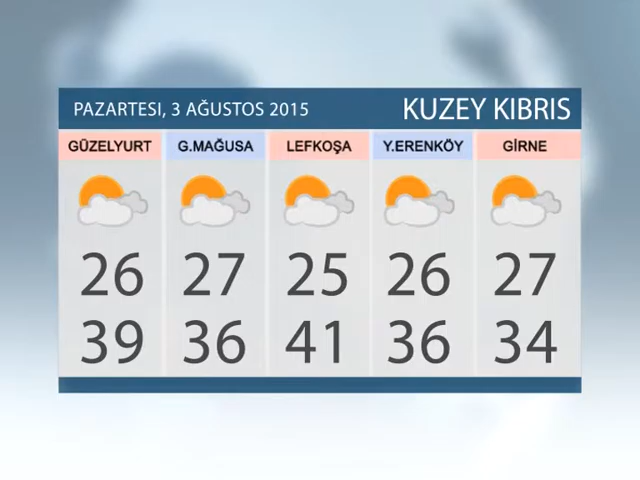 PAZARTESI, 3 AĞUSTOS 2015 KUZEY KIBRIS
GÜZELYURT G.MAĞUSA LEFKOŞA Y.ERENKÖY GİRNE
26 27 25 26 27
39 36 41 36 34